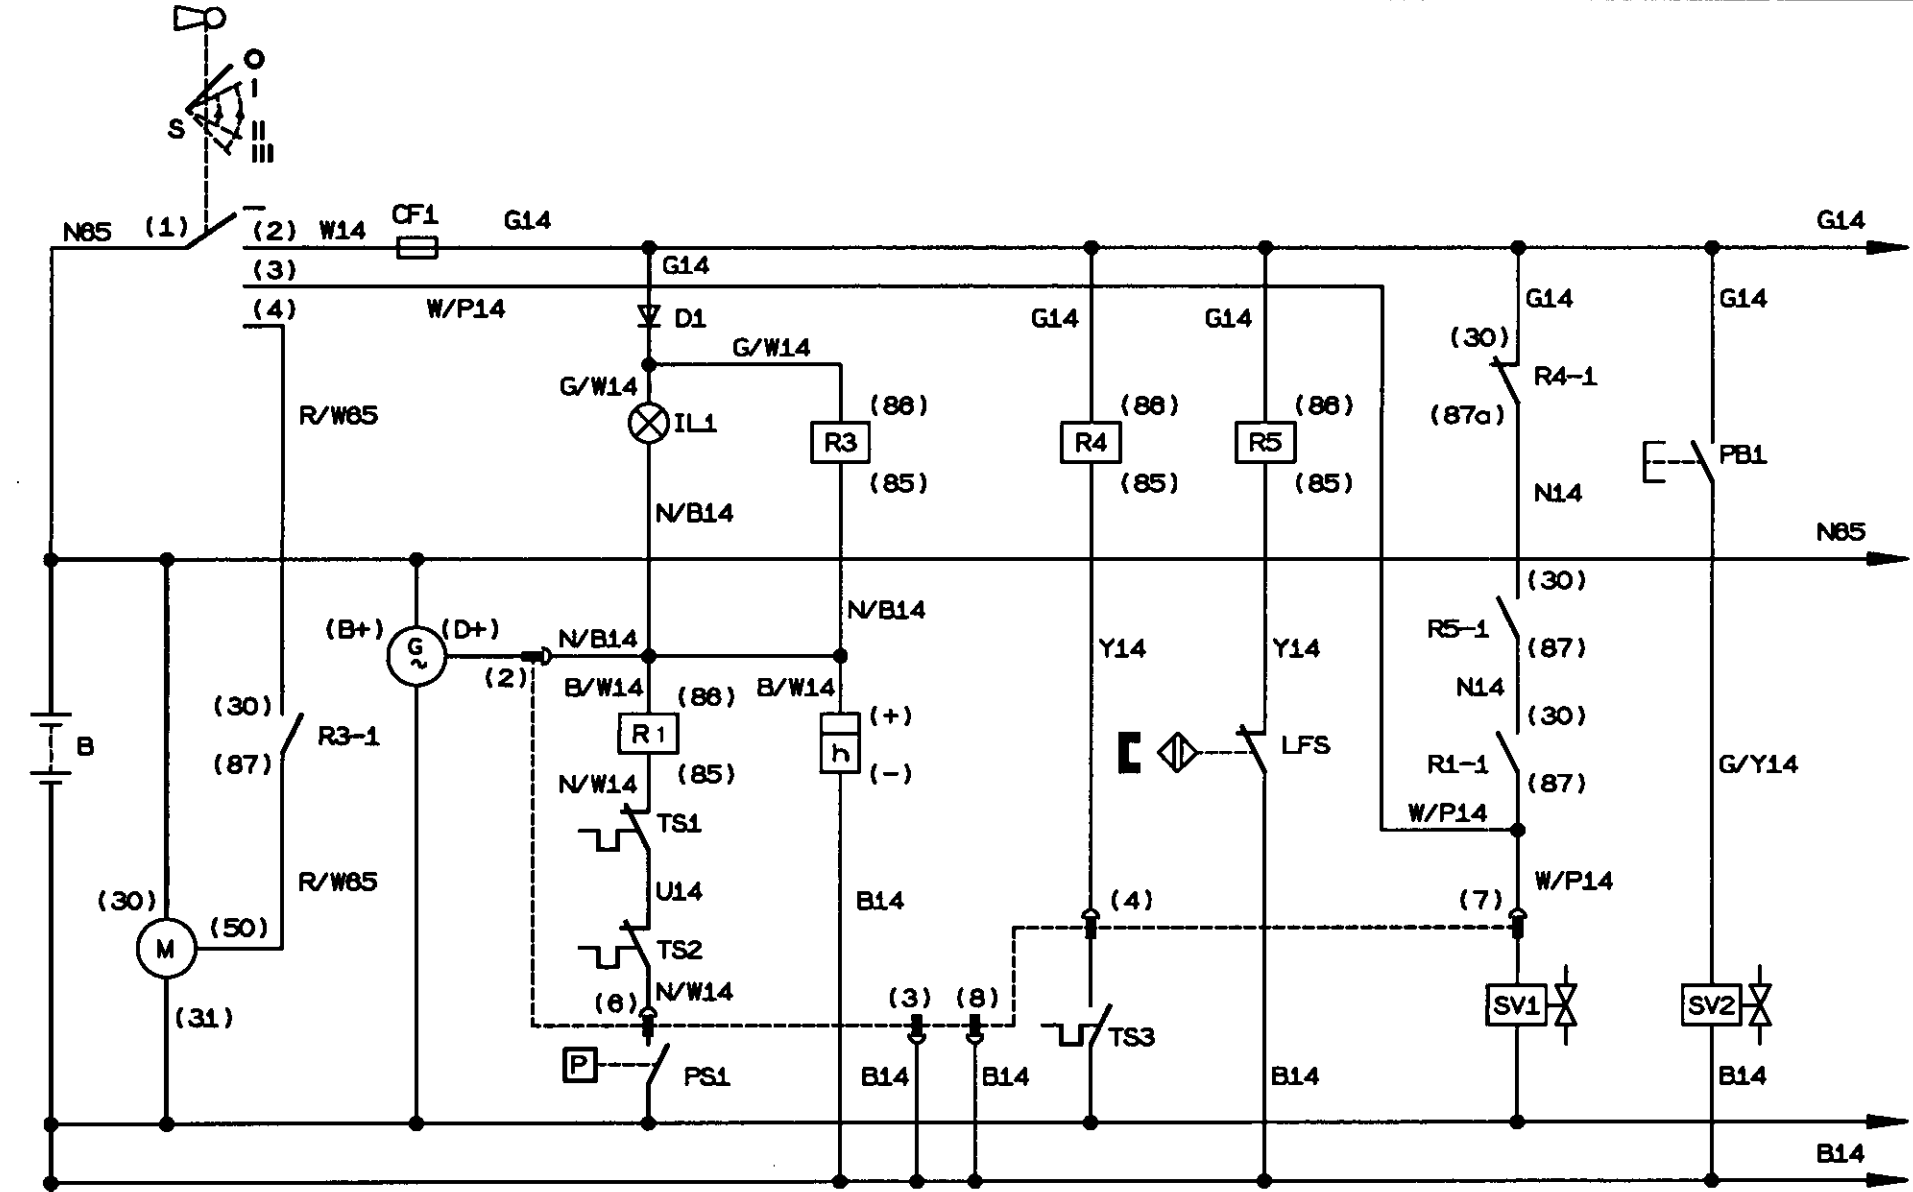 O
I
S
II
III
N65 (1) (2) W14 CF1 G14 G14
(3) G14
(4) W/P14 D1 G14 G14 G14 G14
G/W14 (30)
G/W14 R4-1
R/W65 IL1 (86) (86) (86) (87a)
R3 R4 R5 PB1
(85) (85) (85)
N/B14 N14
N65
(30)
N/B14
(B+) G (D+) N/B14 R5-1
(2) Y14 Y14 (87)
B/W14 (86) B/W14 N14
(30) (+) (30)
B R3-1 R1 h LFS
(87) (85) (-) R1-1 G/Y14
N/W14 (87)
TS1 W/P14
R/W65 U14 B14 W/P14
(30) (4) (7)
(50)
M TS2
N/W14
(31) (6) (3) (8) SV1 SV2
TS3
P PS1 B14 B14 B14 B14
B14